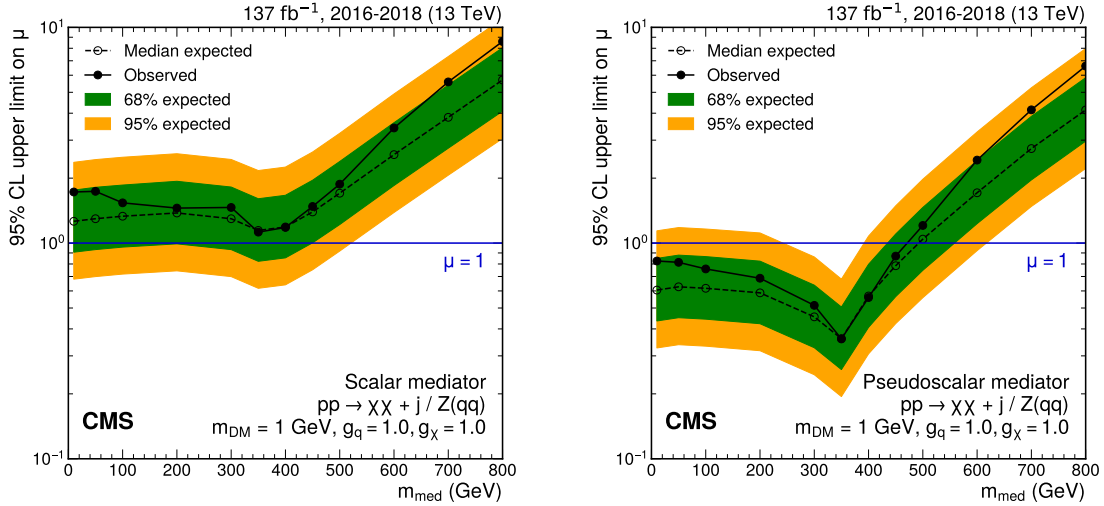 137 fb⁻¹, 2016-2018 (13 TeV)
95% CL upper limit on μ
10¹
10⁰
10⁻¹
Median expected
Observed
68% expected
95% expected
μ = 1
Scalar mediator
pp → χχ + j / Z(qq)
CMS
m_DM = 1 GeV, g_q = 1.0, g_χ = 1.0
0 100 200 300 400 500 600 700 800
m_med (GeV)
137 fb⁻¹, 2016-2018 (13 TeV)
95% CL upper limit on μ
10¹
10⁰
10⁻¹
Median expected
Observed
68% expected
95% expected
μ = 1
Pseudoscalar mediator
pp → χχ + j / Z(qq)
CMS
m_DM = 1 GeV, g_q = 1.0, g_χ = 1.0
0 100 200 300 400 500 600 700 800
m_med (GeV)